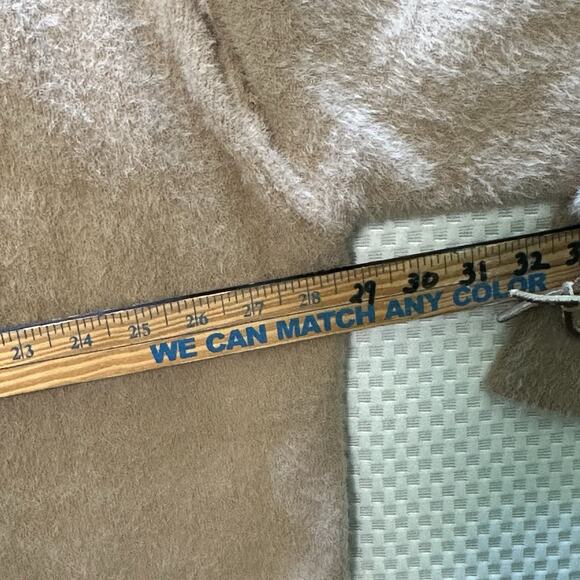 23 24 25 26 27 28 29 30 31 32
WE CAN MATCH ANY COLOR